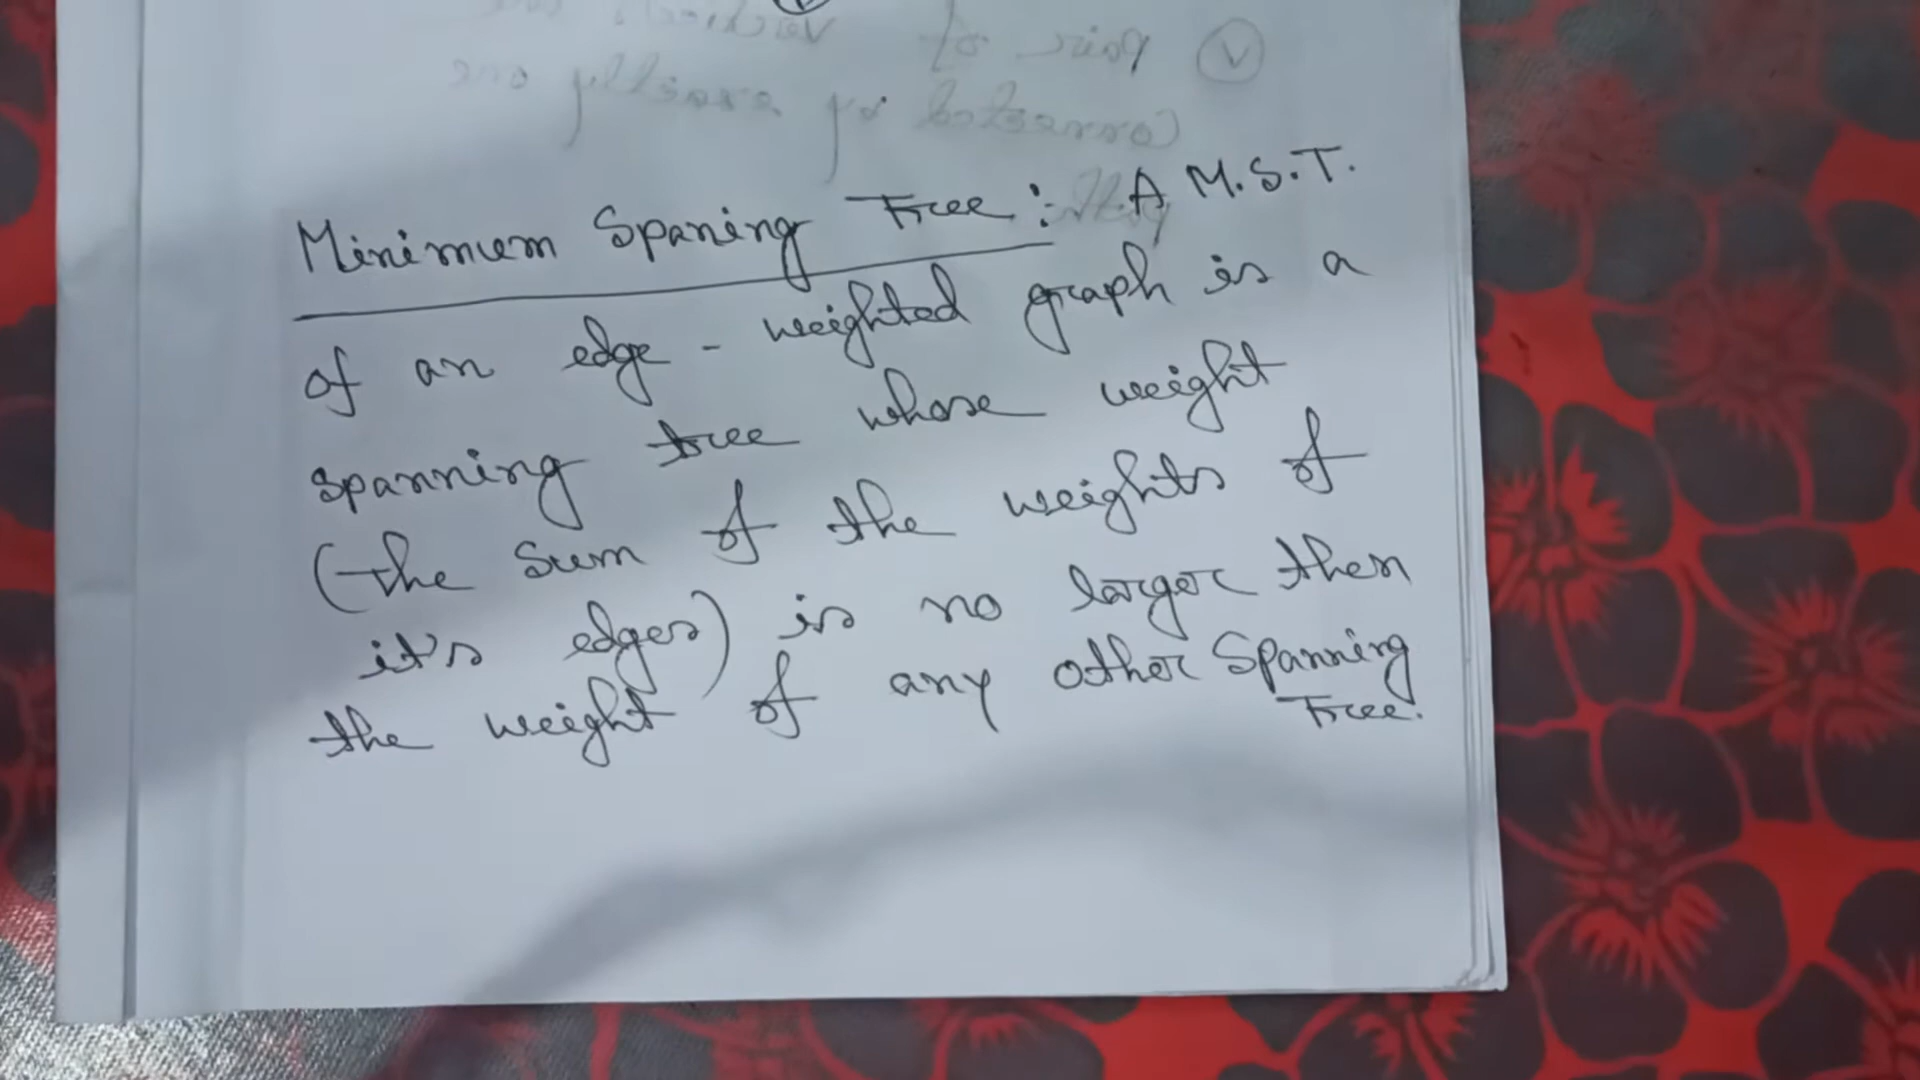 Minimum Spaning Tree : A M.S.T.
of an edge - weighted graph is a
spanning tree whose weight
(the sum of the weights of
it's edges) is no larger then
the weight of any other Spanning
Tree.